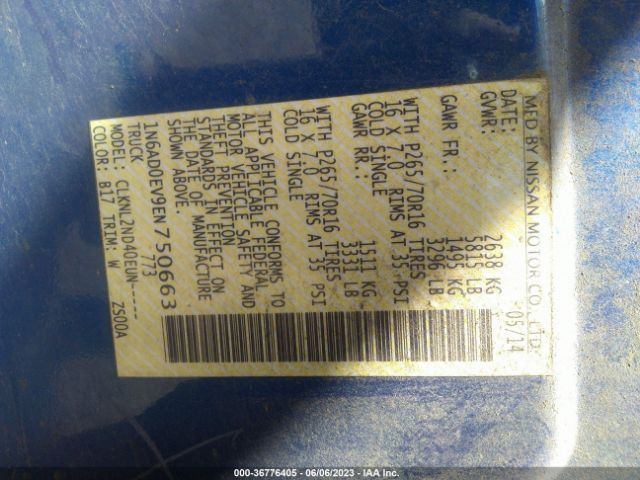 MFD BY NISSAN MOTOR CO., LTD.
DATE: 05/14
GVWR: 2638 KG
5815 LB
GAWR FR.: 1491 KG
3296 LB
WITH P265/70R16 TIRES
16 X 7.0 RIMS AT 35 PSI
COLD SINGLE
GAWR RR.: 1511 KG
3331 LB
WITH P265/70R16 TIRES
16 X 7.0 RIMS AT 35 PSI
COLD SINGLE
THIS VEHICLE CONFORMS TO
ALL APPLICABLE FEDERAL
MOTOR VEHICLE SAFETY AND
THEFT PREVENTION
STANDARDS IN EFFECT ON
THE DATE OF MANUFACTURE
SHOWN ABOVE.
1N6AD0EV9EN750663
TRUCK 773
MODEL: CLKNL2ND40EUN-----
COLOR: B17 TRIM: W ZS00A
000-36776405 - 06/06/2023 - IAA Inc.